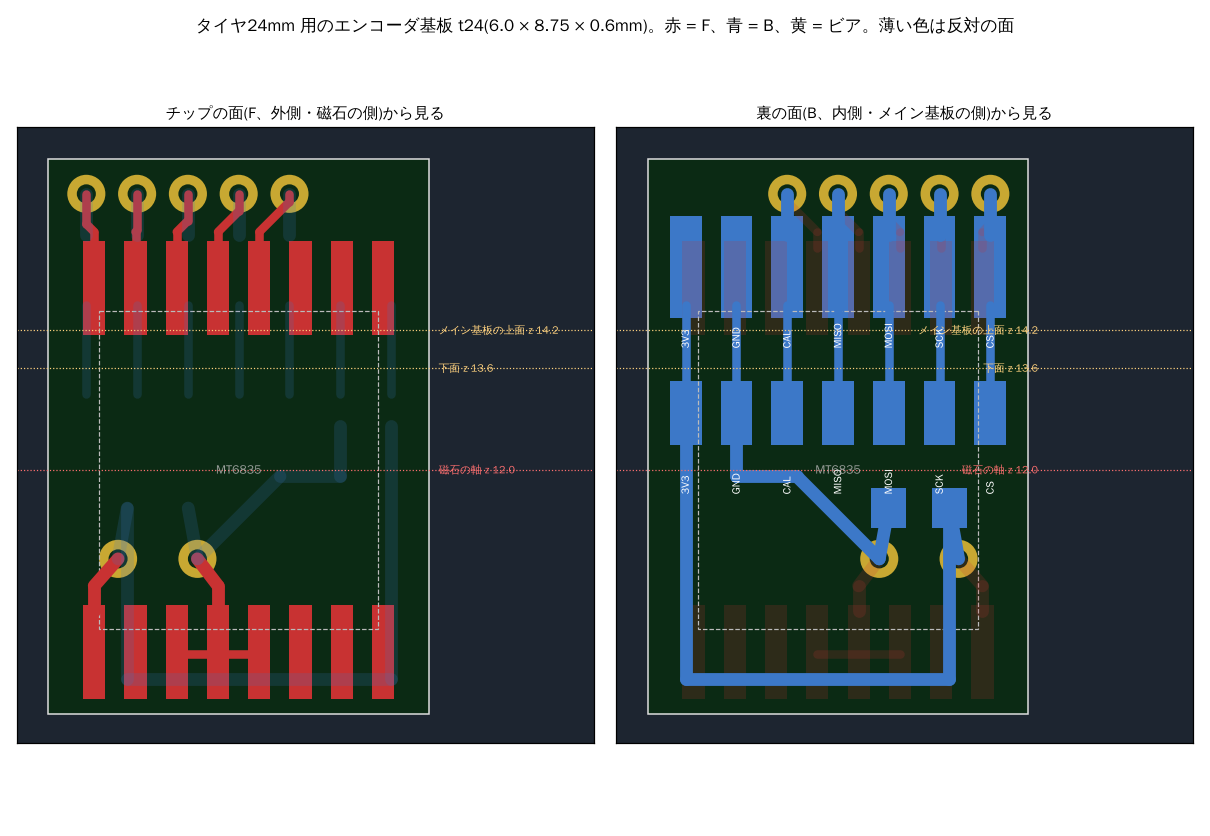 タイヤ24mm 用のエンコーダ基板 t24(6.0 × 8.75 × 0.6mm)。赤 = F、青 = B、黄 = ビア。薄い色は反対の面
チップの面(F、外側・磁石の側)から見る
メイン基板の上面 z 14.2
下面 z 13.6
MT6835
磁石の軸 z 12.0
裏の面(B、内側・メイン基板の側)から見る
3V3 GND CAL MISO MOSI SCK CS
メイン基板の上面 z 14.2
下面 z 13.6
MT6835
磁石の軸 z 12.0
3V3 GND CAL MISO MOSI SCK CS